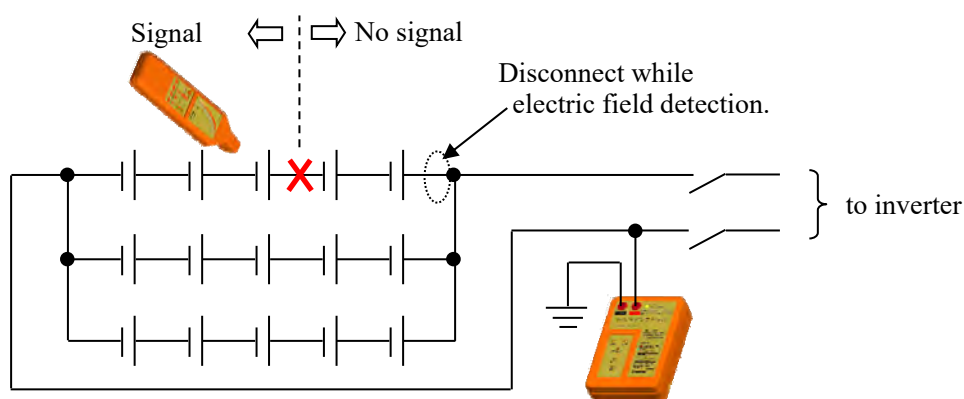 Signal
No signal
Disconnect while
electric field detection.
to inverter